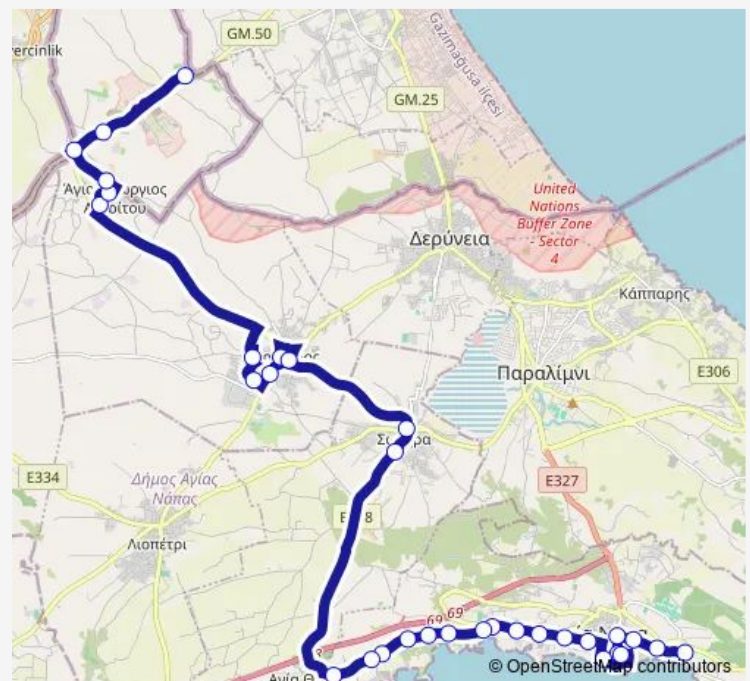 GM.50
ercinlik
Gazimağusa ilçesi
GM.25
United
Nations
Buffer Zone
- Sector
4
Δερύνεια
Κάππαρης
Παραλίμνι
E306
E334
Δήμος Αγίας
Νάπας
E327
Λιοπέτρι
69 69
© OpenStreetMap contributors